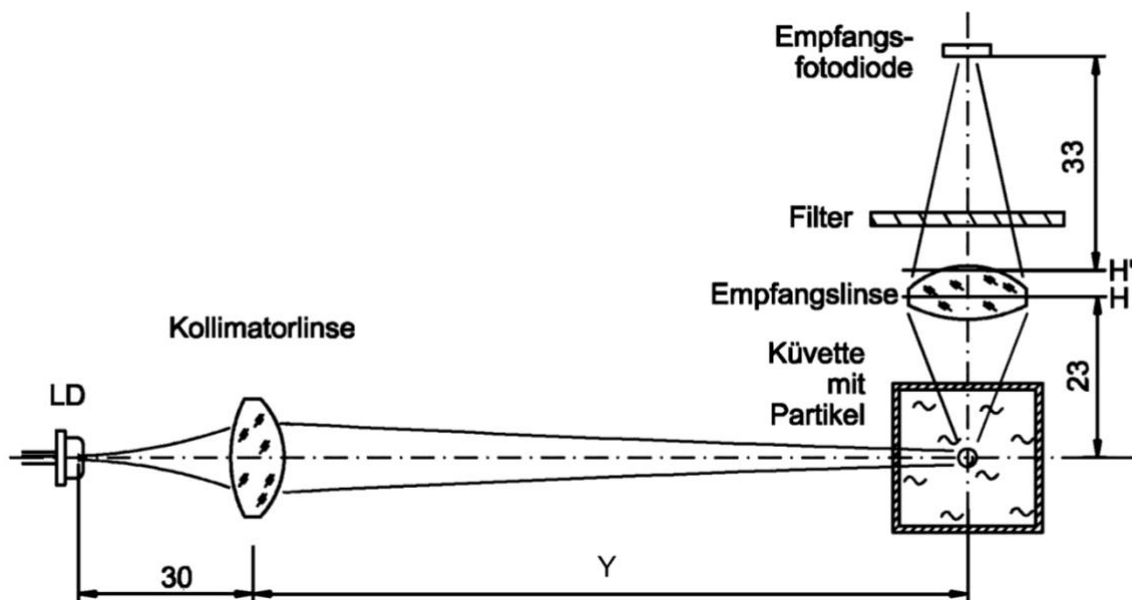 Empfangs-
fotodiode
33
Filter
H'
Empfangslinse
H
Kollimatorlinse
Küvette
mit
Partikel
23
LD
30
Y